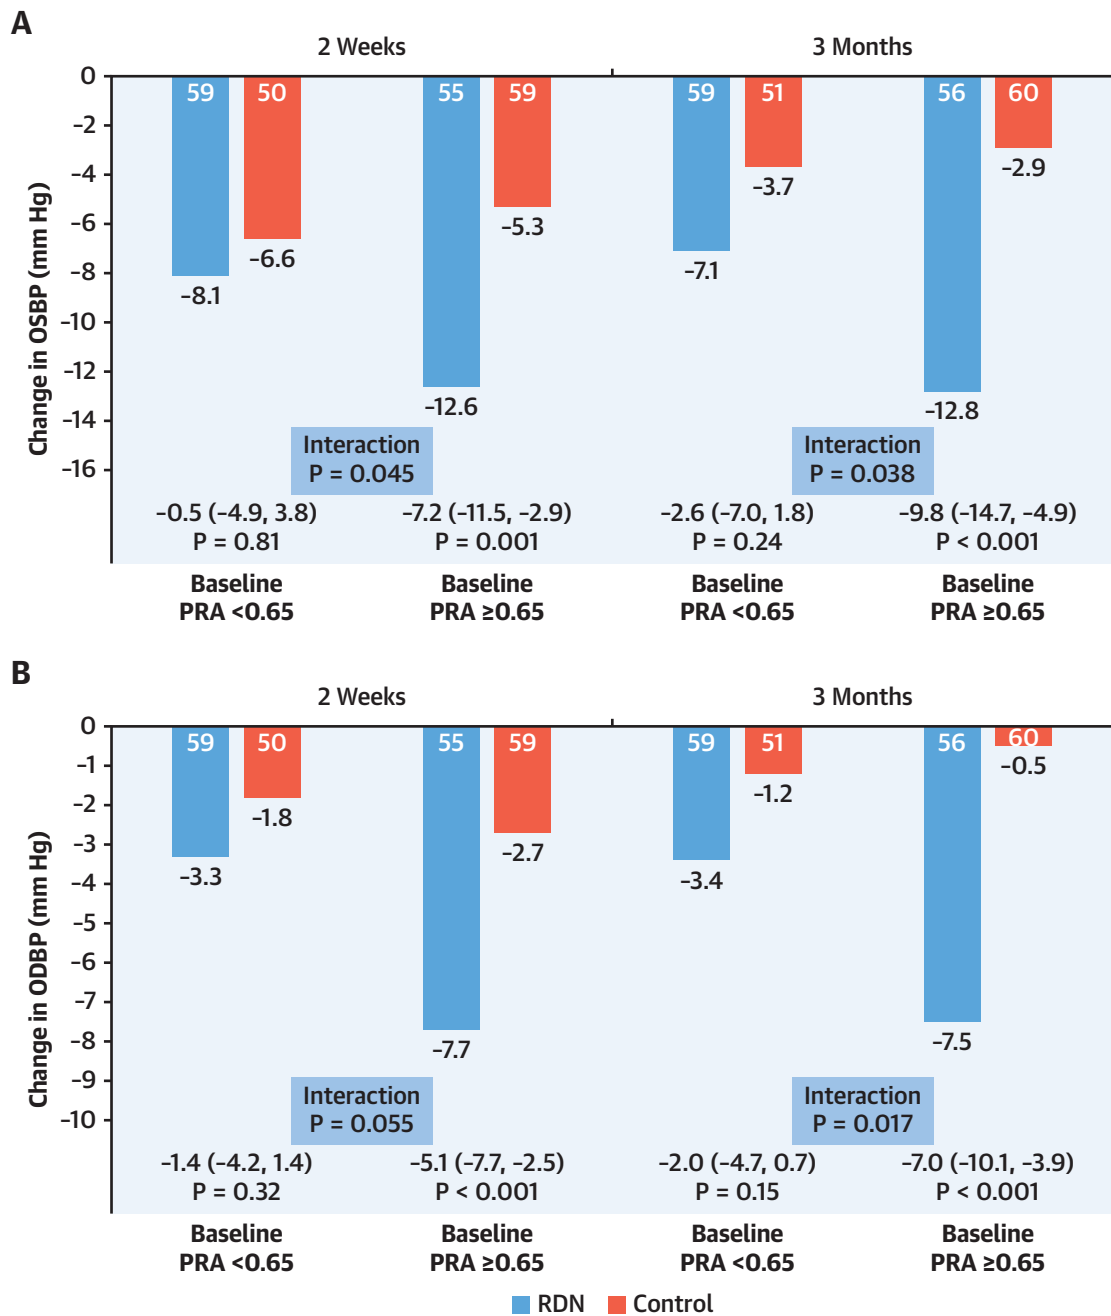 A
2 Weeks
3 Months
Change in OSBP (mm Hg)
0
-2
-4
-6
-8
-10
-12
-14
-16
59
50
55
59
59
51
56
60
-8.1
-6.6
-12.6
-5.3
-7.1
-3.7
-12.8
-2.9
Interaction
P = 0.045
Interaction
P = 0.038
-0.5 (-4.9, 3.8)
P = 0.81
-7.2 (-11.5, -2.9)
P = 0.001
-2.6 (-7.0, 1.8)
P = 0.24
-9.8 (-14.7, -4.9)
P < 0.001
Baseline
PRA <0.65
Baseline
PRA ≥0.65
Baseline
PRA <0.65
Baseline
PRA ≥0.65
B
2 Weeks
3 Months
Change in ODBP (mm Hg)
0
-1
-2
-3
-4
-5
-6
-7
-8
-9
-10
59
50
55
59
59
51
56
60
-3.3
-1.8
-7.7
-2.7
-3.4
-1.2
-7.5
-0.5
Interaction
P = 0.055
Interaction
P = 0.017
-1.4 (-4.2, 1.4)
P = 0.32
-5.1 (-7.7, -2.5)
P < 0.001
-2.0 (-4.7, 0.7)
P = 0.15
-7.0 (-10.1, -3.9)
P < 0.001
Baseline
PRA <0.65
Baseline
PRA ≥0.65
Baseline
PRA <0.65
Baseline
PRA ≥0.65
RDN
Control